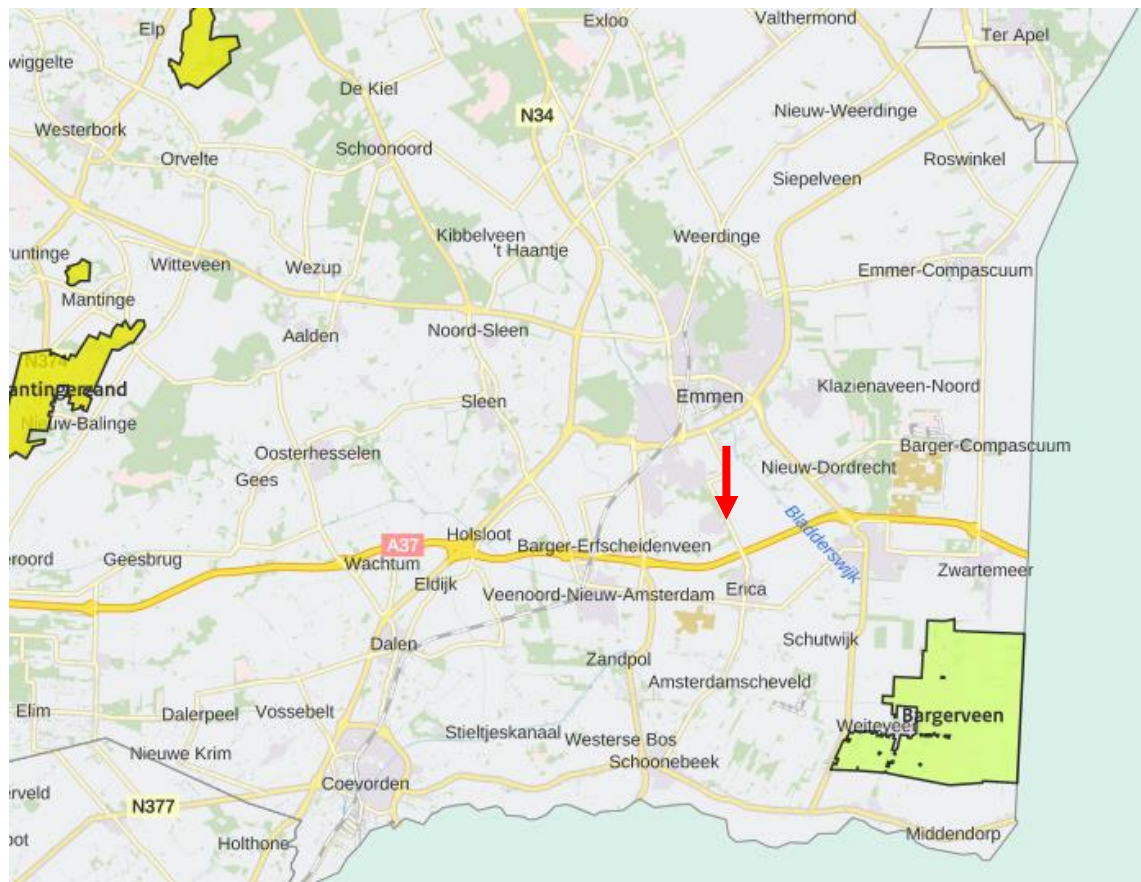 Elp
Exloo
Valthermond
Ter Apel
wiggelte
De Kiel
N34
Nieuw-Weerdinge
Westerbork
Schoonoord
Orvelte
Roswinkel
Siepelveen
Kibbelveen
't Haantje
Weerdinge
runtinge
Witteveen
Wezup
Emmer-Compascuum
Mantinge
Aalden
Noord-Sleen
N374
antingerzand
Emmen
Klazienaveen-Noord
Sleen
Nieuw-Balinge
Barger-Compascuum
Oosterhesselen
Nieuw-Dordrecht
Gees
Bladderswijk
Holsloot
A37
Barger-Erfscheidenveen
eroord
Geesbrug
Wachtum
Zwartemeer
Eldijk
Veenoord-Nieuw-Amsterdam
Erica
Dalen
Schutwijk
Zandpol
Amsterdamscheveld
Elim
Dalerpeel
Vossebelt
Bargerveen
Weiteveen
Stieltjeskanaal
Westerse Bos
Nieuwe Krim
Schoonebeek
Coevorden
erveld
N377
Middendorp
oot
Holthone